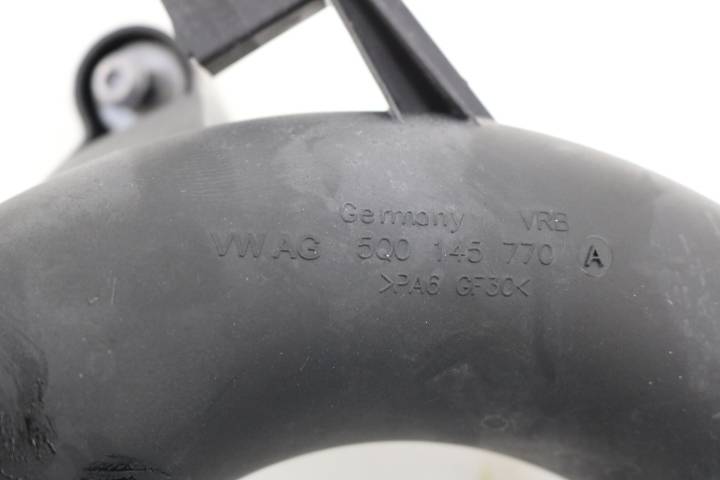 Germany VRB
VW AG 5Q0 145 770 A
>PA6 GF30<